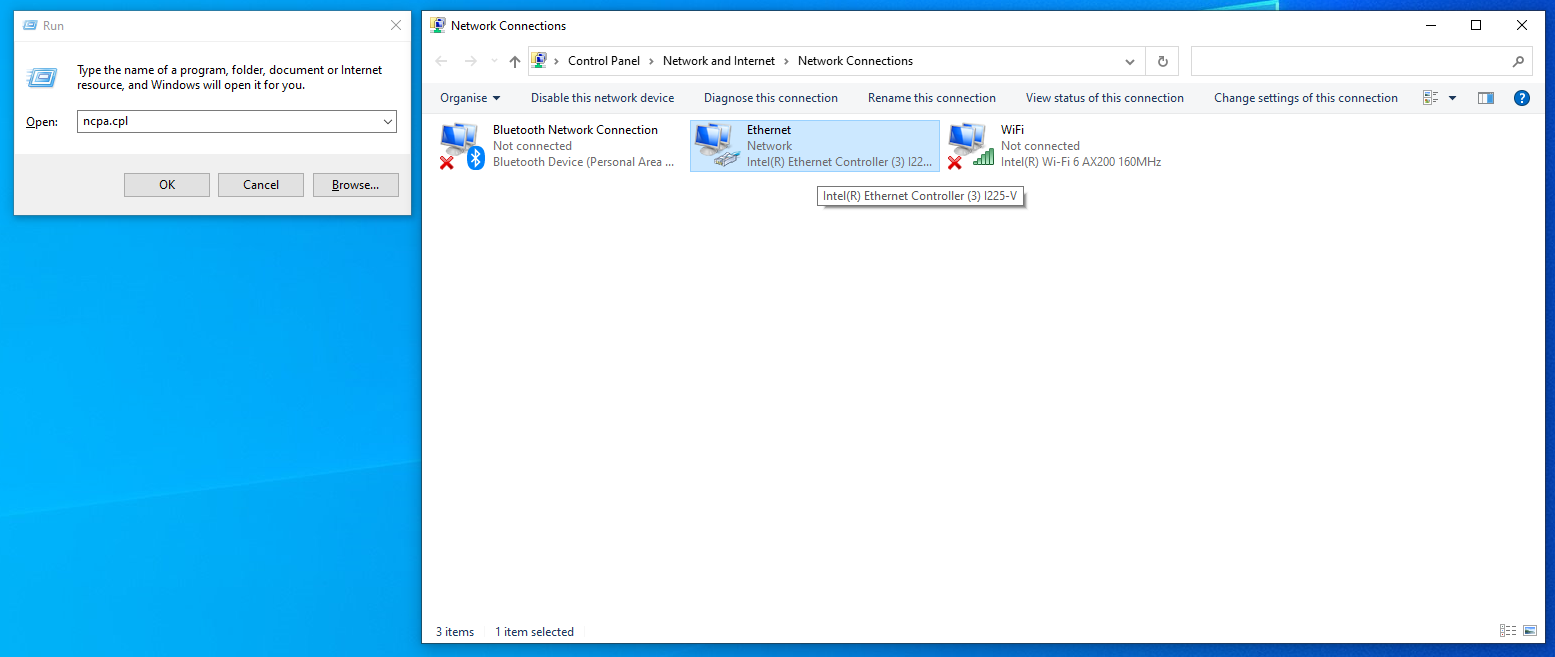 Run
Type the name of a program, folder, document or Internet
resource, and Windows will open it for you.
Open:
ncpa.cpl
OK
Cancel
Browse...
Network Connections
Control Panel
Network and Internet
Network Connections
Organise
Disable this network device
Diagnose this connection
Rename this connection
View status of this connection
Change settings of this connection
?
Bluetooth Network Connection
Not connected
Bluetooth Device (Personal Area ...
Ethernet
Network
Intel(R) Ethernet Controller (3) I22...
WiFi
Not connected
Intel(R) Wi-Fi 6 AX200 160MHz
Intel(R) Ethernet Controller (3) I225-V
3 items
1 item selected